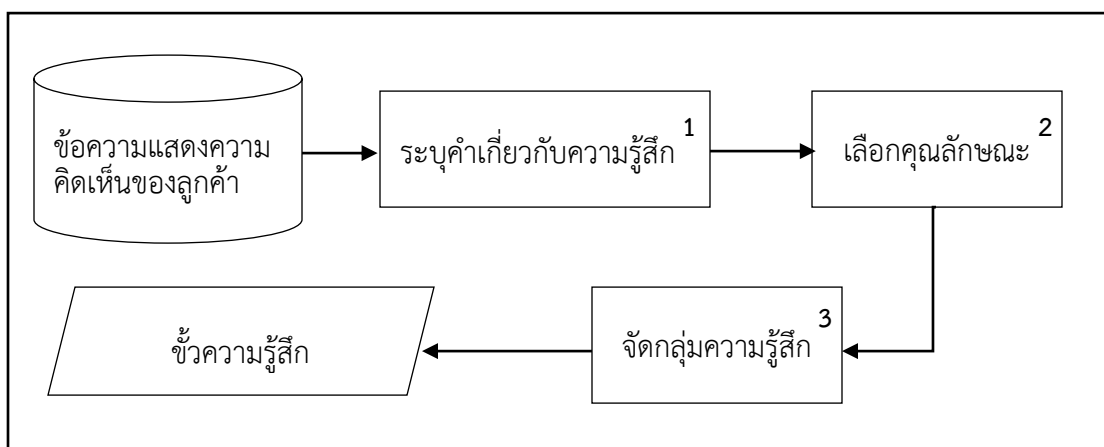 ข้อความแสดงความ
คิดเห็นของลูกค้า
ระบุคำเกี่ยวกับความรู้สึก 1
เลือกคุณลักษณะ 2
จัดกลุ่มความรู้สึก 3
ขั้วความรู้สึก